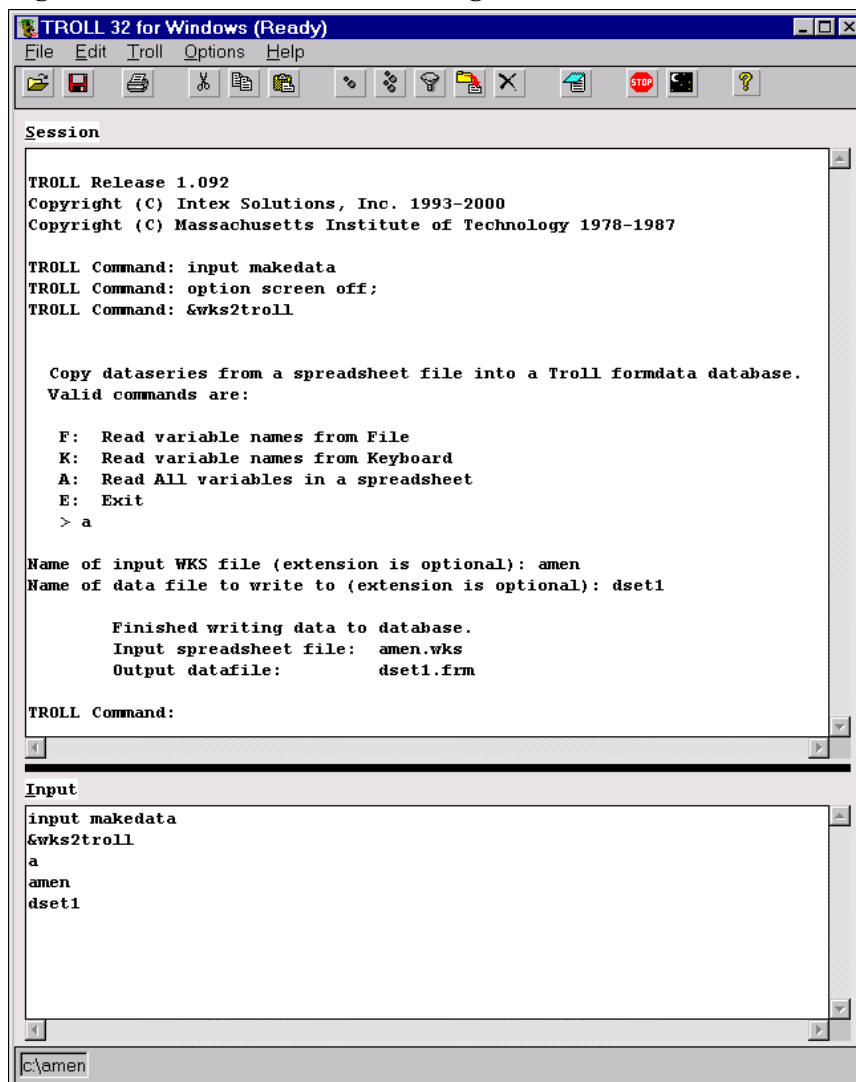 TROLL 32 for Windows (Ready)
File Edit Troll Options Help
STOP ?
Session
TROLL Release 1.092
Copyright (C) Intex Solutions, Inc. 1993-2000
Copyright (C) Massachusetts Institute of Technology 1978-1987
TROLL Command: input makedata
TROLL Command: option screen off;
TROLL Command: &wks2troll
Copy dataseries from a spreadsheet file into a Troll formdata database.
Valid commands are:
F: Read variable names from File
K: Read variable names from Keyboard
A: Read All variables in a spreadsheet
E: Exit
> a
Name of input WKS file (extension is optional): amen
Name of data file to write to (extension is optional): dset1
Finished writing data to database.
Input spreadsheet file: amen.wks
Output datafile: dset1.frm
TROLL Command:
Input
input makedata
&wks2troll
a
amen
dset1
c:\amen